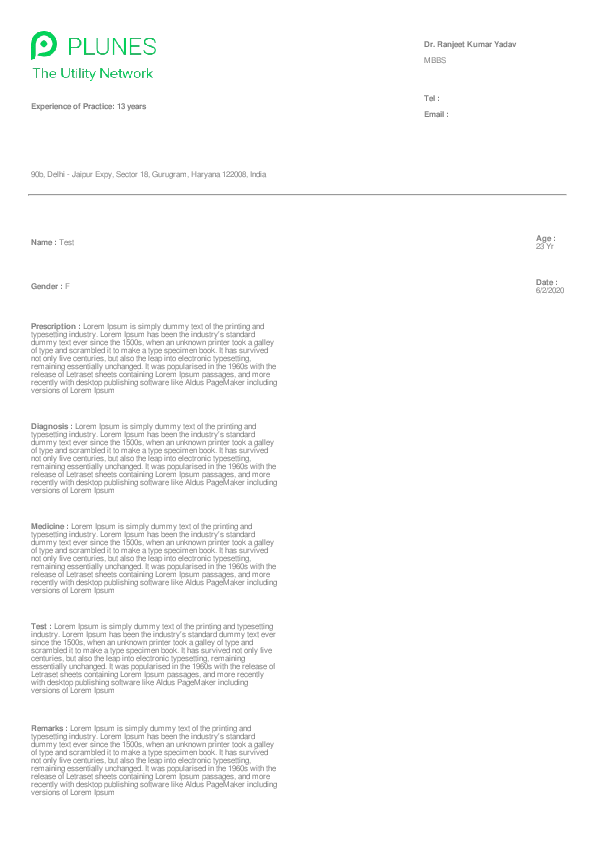 PLUNES
The Utility Network
Dr. Ranjeet Kumar Yadav
MBBS
Tel :
Email :
Experience of Practice: 13 years
90b, Delhi - Jaipur Expy, Sector 18, Gurugram, Haryana 122008, India
Name : Test
Age :
23 Yr
Gender : F
Date :
6/2/2020
Prescription : Lorem Ipsum is simply dummy text of the printing and
typesetting industry. Lorem Ipsum has been the industry's standard
dummy text ever since the 1500s, when an unknown printer took a galley
of type and scrambled it to make a type specimen book. It has survived
not only five centuries, but also the leap into electronic typesetting,
remaining essentially unchanged. It was popularised in the 1960s with the
release of Letraset sheets containing Lorem Ipsum passages, and more
recently with desktop publishing software like Aldus PageMaker including
versions of Lorem Ipsum
Diagnosis : Lorem Ipsum is simply dummy text of the printing and
typesetting industry. Lorem Ipsum has been the industry's standard
dummy text ever since the 1500s, when an unknown printer took a galley
of type and scrambled it to make a type specimen book. It has survived
not only five centuries, but also the leap into electronic typesetting,
remaining essentially unchanged. It was popularised in the 1960s with the
release of Letraset sheets containing Lorem Ipsum passages, and more
recently with desktop publishing software like Aldus PageMaker including
versions of Lorem Ipsum
Medicine : Lorem Ipsum is simply dummy text of the printing and
typesetting industry. Lorem Ipsum has been the industry's standard
dummy text ever since the 1500s, when an unknown printer took a galley
of type and scrambled it to make a type specimen book. It has survived
not only five centuries, but also the leap into electronic typesetting,
remaining essentially unchanged. It was popularised in the 1960s with the
release of Letraset sheets containing Lorem Ipsum passages, and more
recently with desktop publishing software like Aldus PageMaker including
versions of Lorem Ipsum
Test : Lorem Ipsum is simply dummy text of the printing and typesetting
industry. Lorem Ipsum has been the industry's standard dummy text ever
since the 1500s, when an unknown printer took a galley of type and
scrambled it to make a type specimen book. It has survived not only five
centuries, but also the leap into electronic typesetting, remaining
essentially unchanged. It was popularised in the 1960s with the release of
Letraset sheets containing Lorem Ipsum passages, and more recently
with desktop publishing software like Aldus PageMaker including
versions of Lorem Ipsum
Remarks : Lorem Ipsum is simply dummy text of the printing and
typesetting industry. Lorem Ipsum has been the industry's standard
dummy text ever since the 1500s, when an unknown printer took a galley
of type and scrambled it to make a type specimen book. It has survived
not only five centuries, but also the leap into electronic typesetting,
remaining essentially unchanged. It was popularised in the 1960s with the
release of Letraset sheets containing Lorem Ipsum passages, and more
recently with desktop publishing software like Aldus PageMaker including
versions of Lorem Ipsum